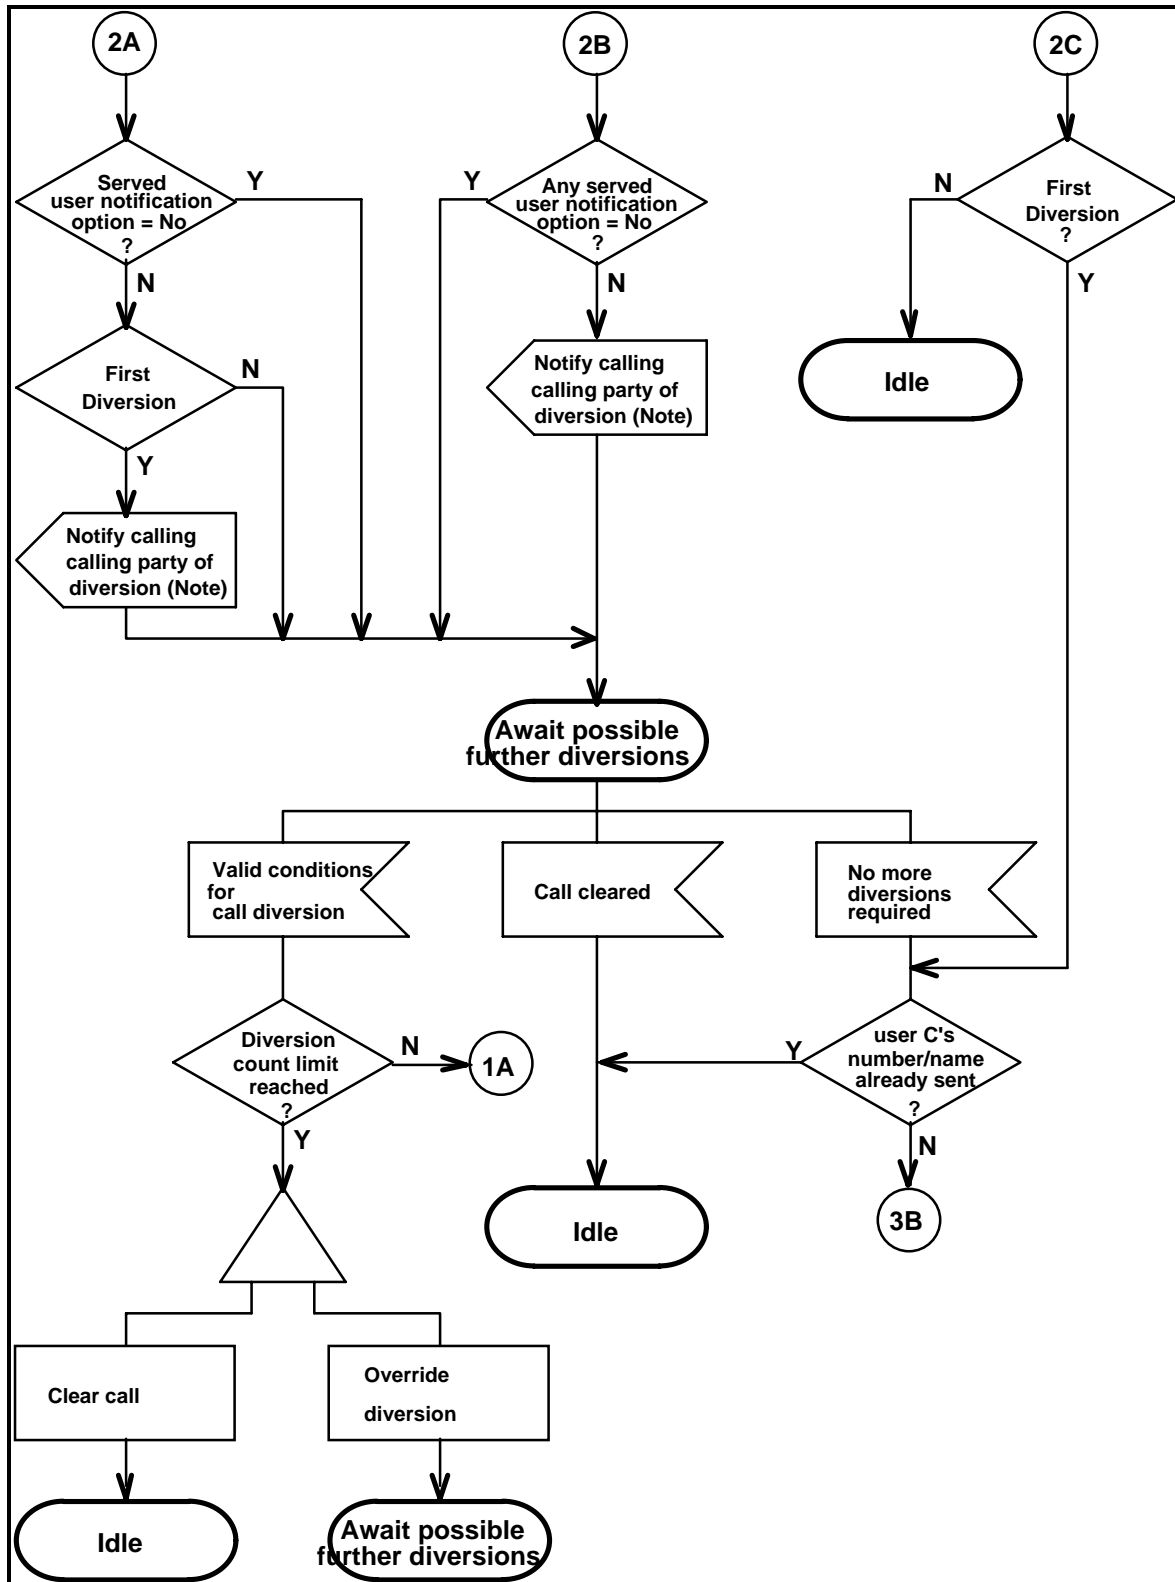 2A
2B
2C
Served
user notification
option = No
?
Y
N
First
Diversion
N
Y
Notify calling
calling party of
diversion (Note)
Y
Any served
user notification
option = No
?
N
Notify calling
calling party of
diversion (Note)
N
First
Diversion
?
Y
Idle
Await possible
further diversions
Valid conditions
for
call diversion
Call cleared
No more
diversions
required
Diversion
count limit
reached
?
N
1A
Y
Y
user C's
number/name
already sent
?
N
3B
Idle
Clear call
Override
diversion
Idle
Await possible
further diversions